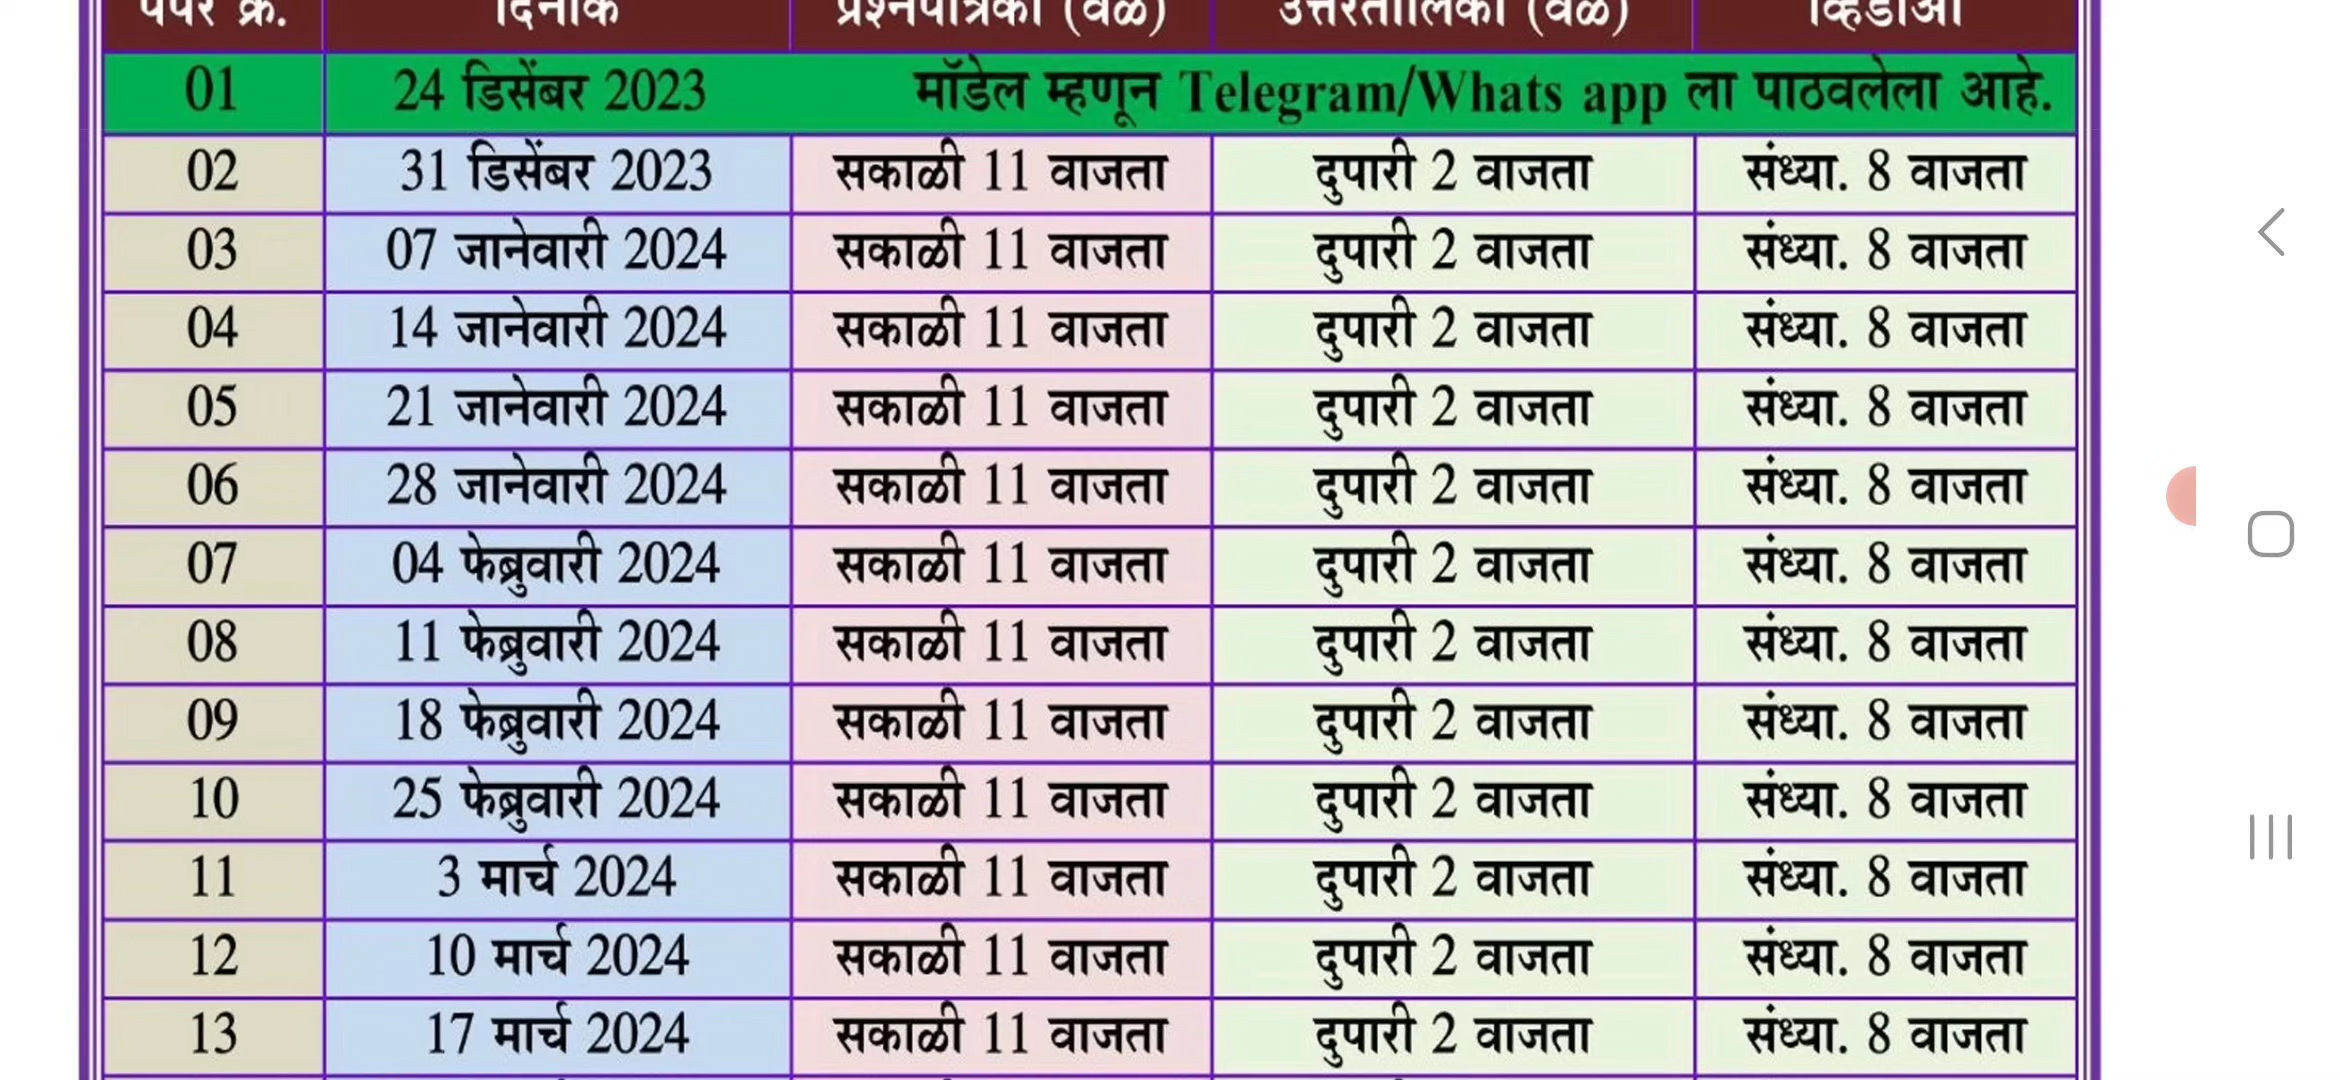 पेपर क्र. दिनांक प्रश्नपत्रिका (वेळ) उत्तरतालिका (वेळ) व्हिडीओ
01 24 डिसेंबर 2023 मॉडेल म्हणून Telegram/Whats app ला पाठवलेला आहे.
02 31 डिसेंबर 2023 सकाळी 11 वाजता दुपारी 2 वाजता संध्या. 8 वाजता
03 07 जानेवारी 2024 सकाळी 11 वाजता दुपारी 2 वाजता संध्या. 8 वाजता
04 14 जानेवारी 2024 सकाळी 11 वाजता दुपारी 2 वाजता संध्या. 8 वाजता
05 21 जानेवारी 2024 सकाळी 11 वाजता दुपारी 2 वाजता संध्या. 8 वाजता
06 28 जानेवारी 2024 सकाळी 11 वाजता दुपारी 2 वाजता संध्या. 8 वाजता
07 04 फेब्रुवारी 2024 सकाळी 11 वाजता दुपारी 2 वाजता संध्या. 8 वाजता
08 11 फेब्रुवारी 2024 सकाळी 11 वाजता दुपारी 2 वाजता संध्या. 8 वाजता
09 18 फेब्रुवारी 2024 सकाळी 11 वाजता दुपारी 2 वाजता संध्या. 8 वाजता
10 25 फेब्रुवारी 2024 सकाळी 11 वाजता दुपारी 2 वाजता संध्या. 8 वाजता
11 3 मार्च 2024 सकाळी 11 वाजता दुपारी 2 वाजता संध्या. 8 वाजता
12 10 मार्च 2024 सकाळी 11 वाजता दुपारी 2 वाजता संध्या. 8 वाजता
13 17 मार्च 2024 सकाळी 11 वाजता दुपारी 2 वाजता संध्या. 8 वाजता